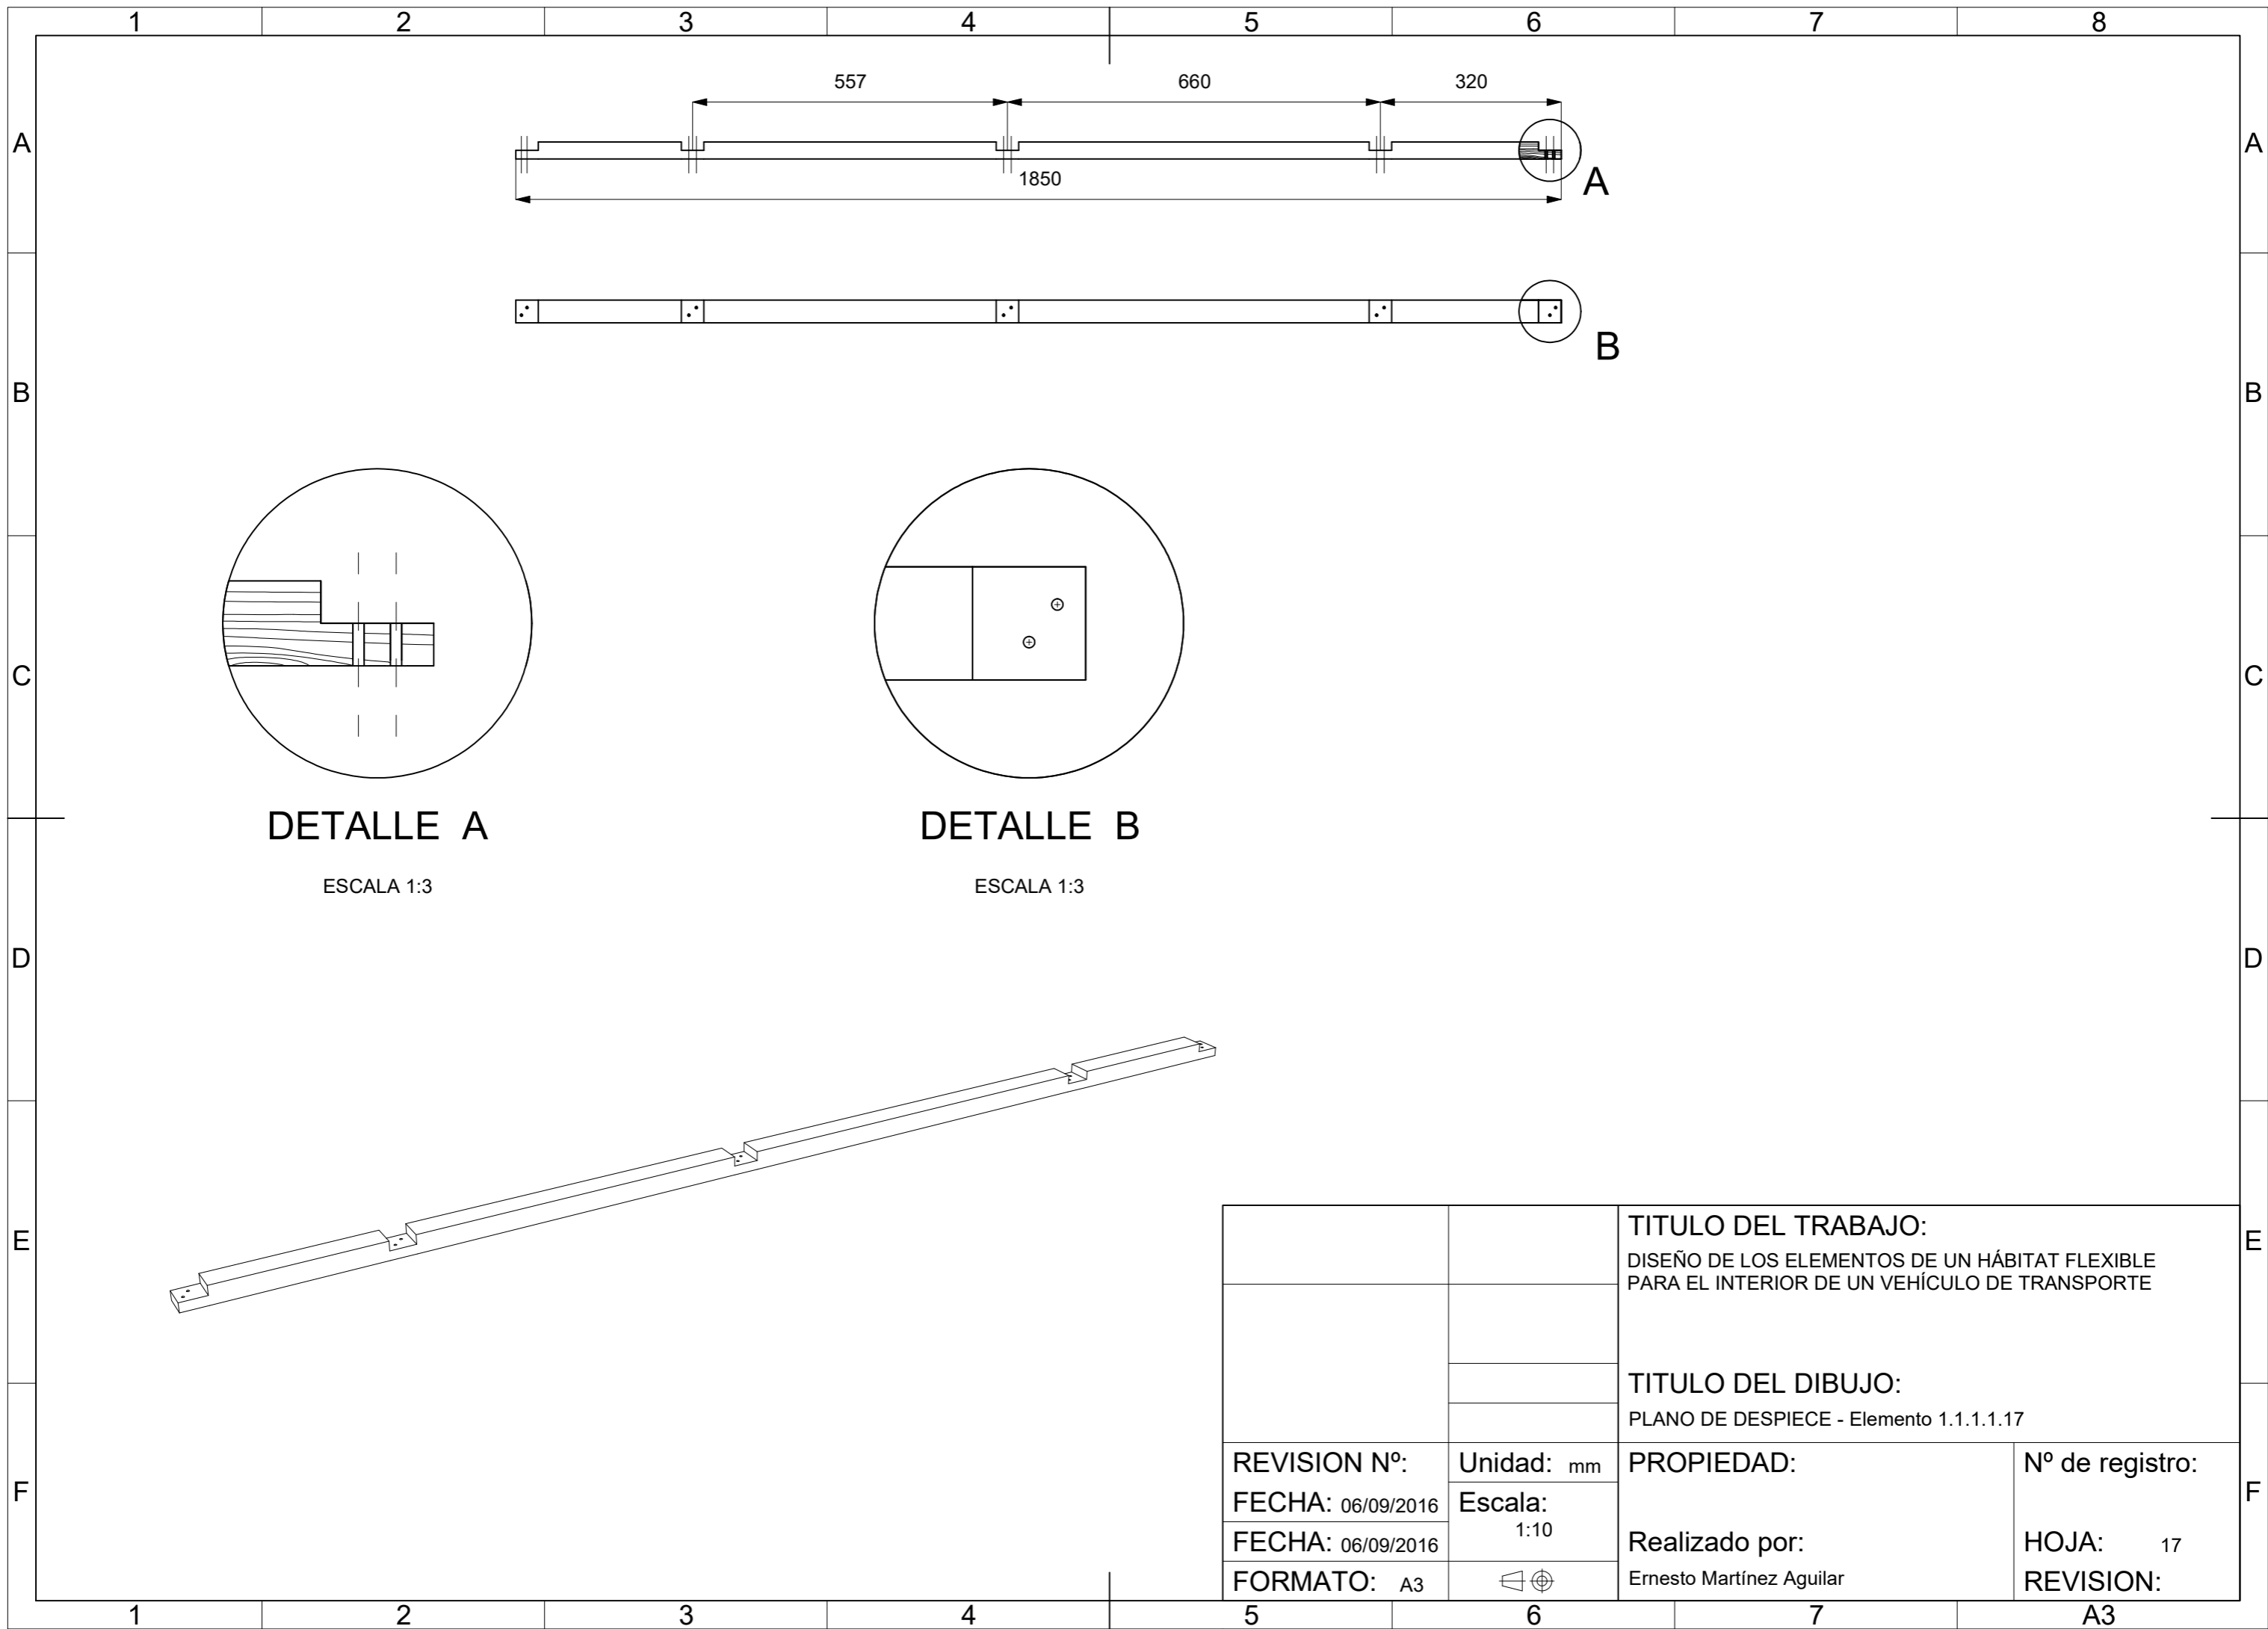 1 2 3 4 5 6 7 8
A A
B B
C C
D D
E E
F F
557 660 320
1850
A
B
DETALLE A
ESCALA 1:3
DETALLE B
ESCALA 1:3
TITULO DEL TRABAJO:
DISEÑO DE LOS ELEMENTOS DE UN HÁBITAT FLEXIBLE
PARA EL INTERIOR DE UN VEHÍCULO DE TRANSPORTE
TITULO DEL DIBUJO:
PLANO DE DESPIECE - Elemento 1.1.1.1.17
REVISION Nº:
FECHA: 06/09/2016
FECHA: 06/09/2016
FORMATO: A3
Unidad: mm
Escala:
1:10
PROPIEDAD:
Realizado por:
Ernesto Martínez Aguilar
Nº de registro:
HOJA: 17
REVISION:
1 2 3 4 5 6 7 A3